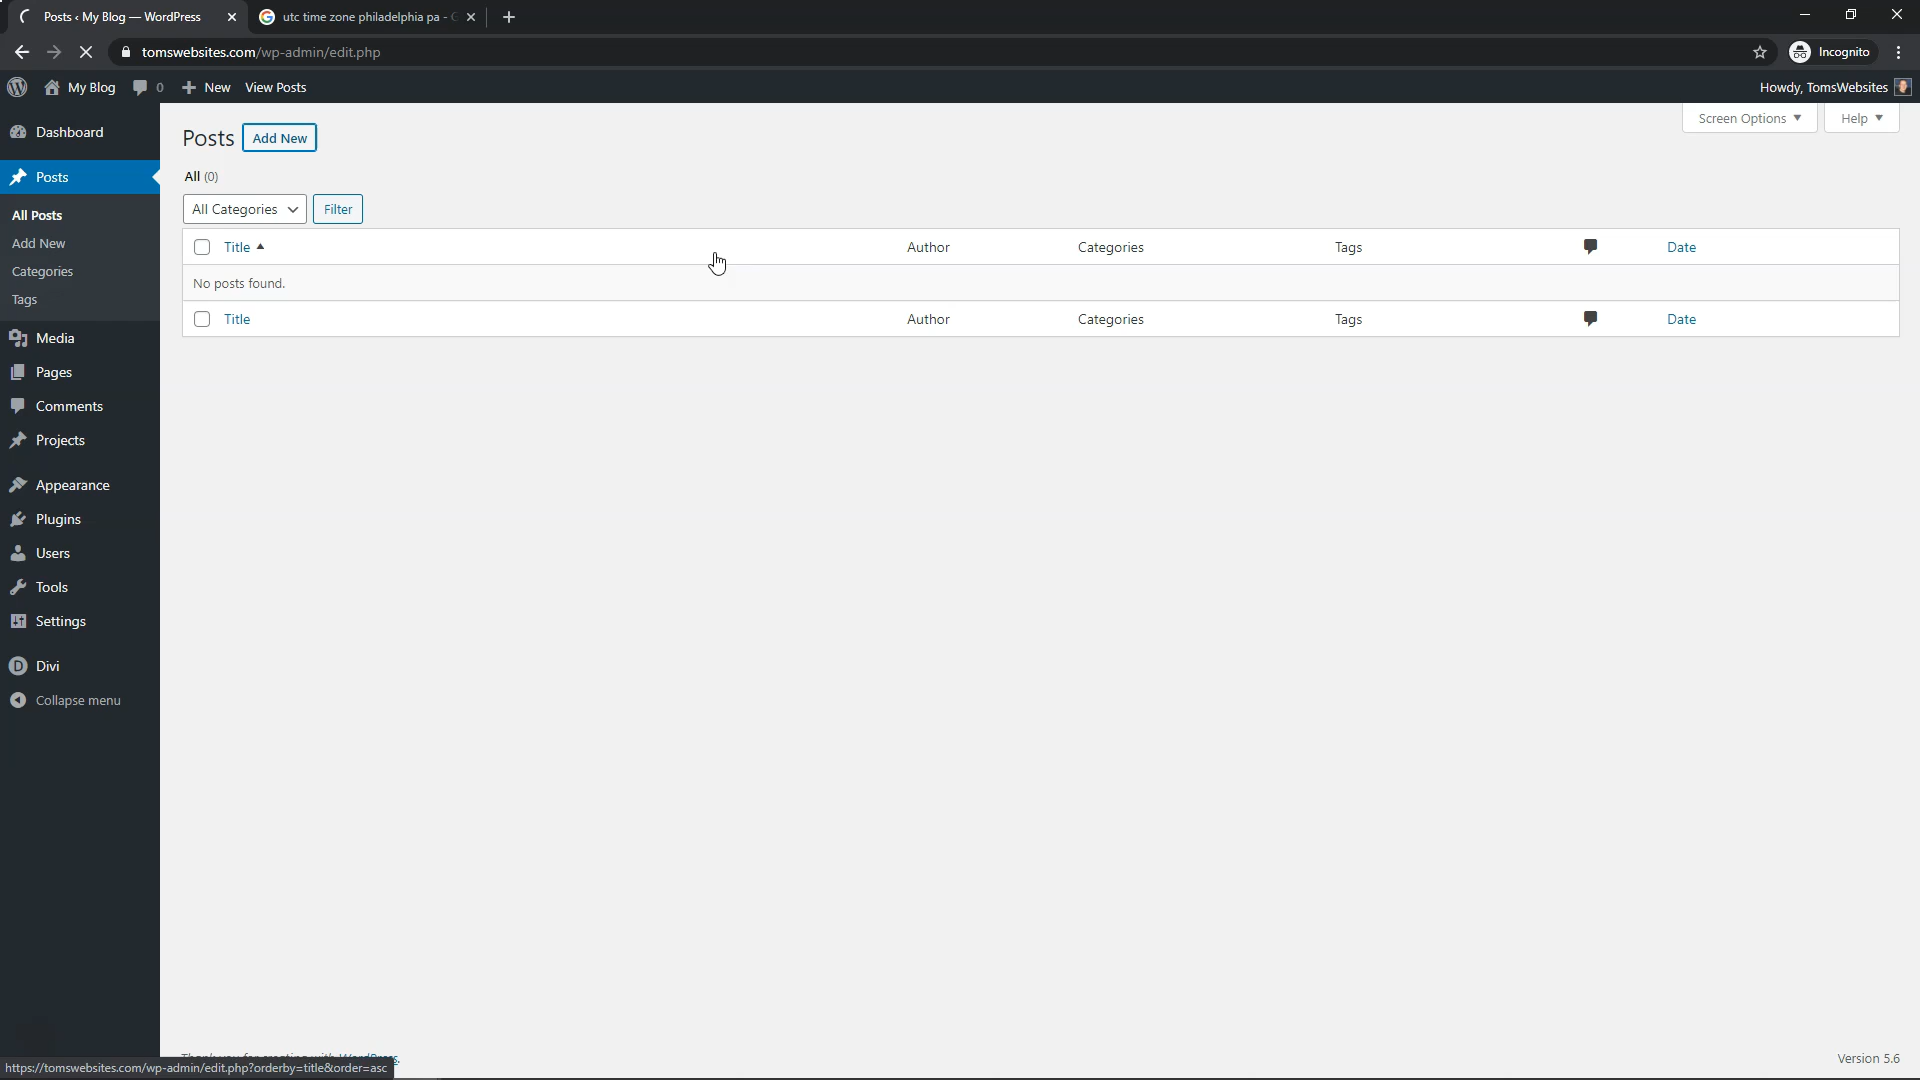 Posts ‹ My Blog — WordPress
utc time zone philadelphia pa - G
tomswebsites.com/wp-admin/edit.php
Incognito
My Blog
0
New
View Posts
Howdy, TomsWebsites
Dashboard
Posts
All Posts
Add New
Categories
Tags
Media
Pages
Comments
Projects
Appearance
Plugins
Users
Tools
Settings
Divi
Collapse menu
Screen Options
Help
Posts
Add New
All (0)
All Categories
Filter
Title Author Categories Tags Date
No posts found.
Title Author Categories Tags Date
Thank you for creating with WordPress.
Version 5.6
https://tomswebsites.com/wp-admin/edit.php?orderby=title&order=asc